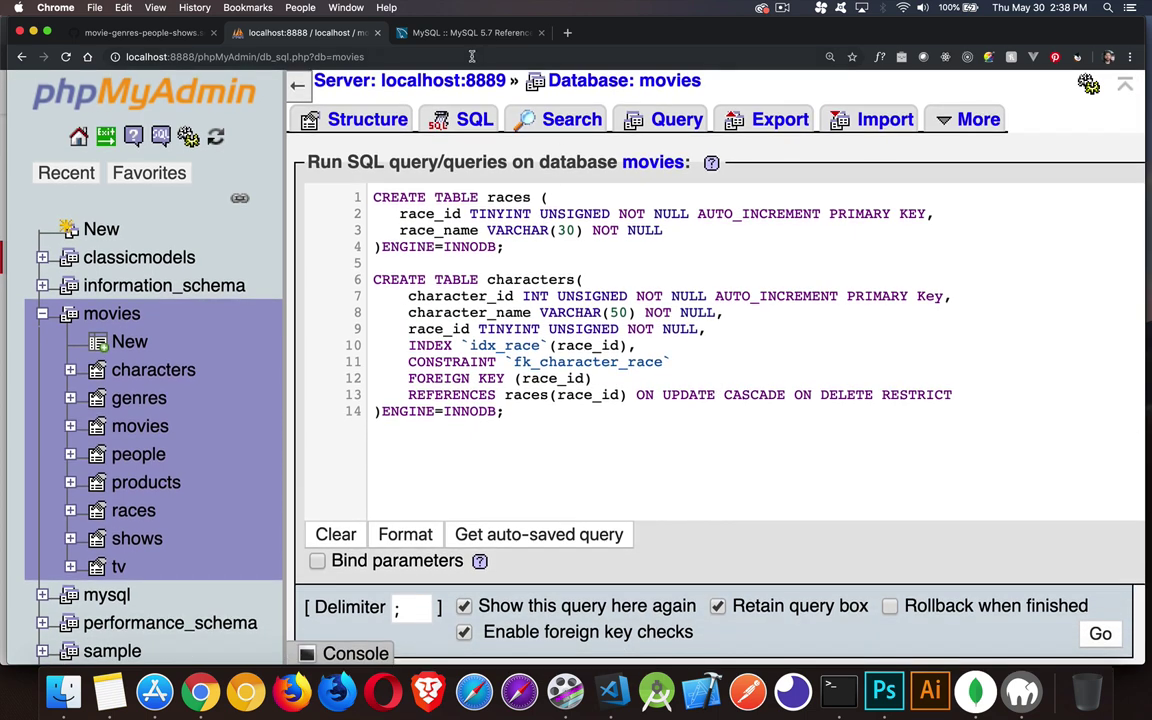 Chrome File Edit View History Bookmarks People Window Help 100% Thu May 30 2:38 PM
movie-genres-people-shows.s localhost:8888 / localhost / mo MySQL :: MySQL 5.7 Referenc
localhost:8888/phpMyAdmin/db_sql.php?db=movies
phpMyAdmin
Recent Favorites
New
classicmodels
information_schema
movies
New
characters
genres
movies
people
products
races
shows
tv
mysql
performance_schema
sample
Server: localhost:8889 » Database: movies
Structure SQL Search Query Export Import More
Run SQL query/queries on database movies:
1 CREATE TABLE races (
2 race_id TINYINT UNSIGNED NOT NULL AUTO_INCREMENT PRIMARY KEY,
3 race_name VARCHAR(30) NOT NULL
4 )ENGINE=INNODB;
5
6 CREATE TABLE characters(
7 character_id INT UNSIGNED NOT NULL AUTO_INCREMENT PRIMARY Key,
8 character_name VARCHAR(50) NOT NULL,
9 race_id TINYINT UNSIGNED NOT NULL,
10 INDEX `idx_race`(race_id),
11 CONSTRAINT `fk_character_race`
12 FOREIGN KEY (race_id)
13 REFERENCES races(race_id) ON UPDATE CASCADE ON DELETE RESTRICT
14 )ENGINE=INNODB;
Clear Format Get auto-saved query
Bind parameters
[ Delimiter ; ] Show this query here again Retain query box Rollback when finished
Enable foreign key checks
Go
Console
Ps Ai